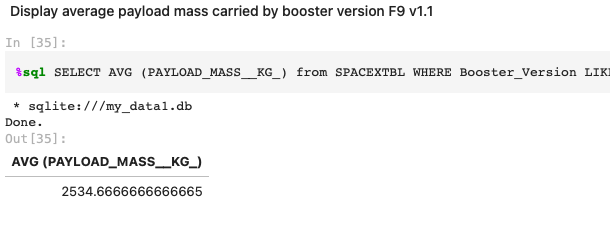 Display average payload mass carried by booster version F9 v1.1
In [35]:
%sql SELECT AVG (PAYLOAD_MASS__KG_) from SPACEXTBL WHERE Booster_Version LIK
* sqlite:///my_data1.db
Done.
Out[35]:
AVG (PAYLOAD_MASS__KG_)
2534.6666666666665